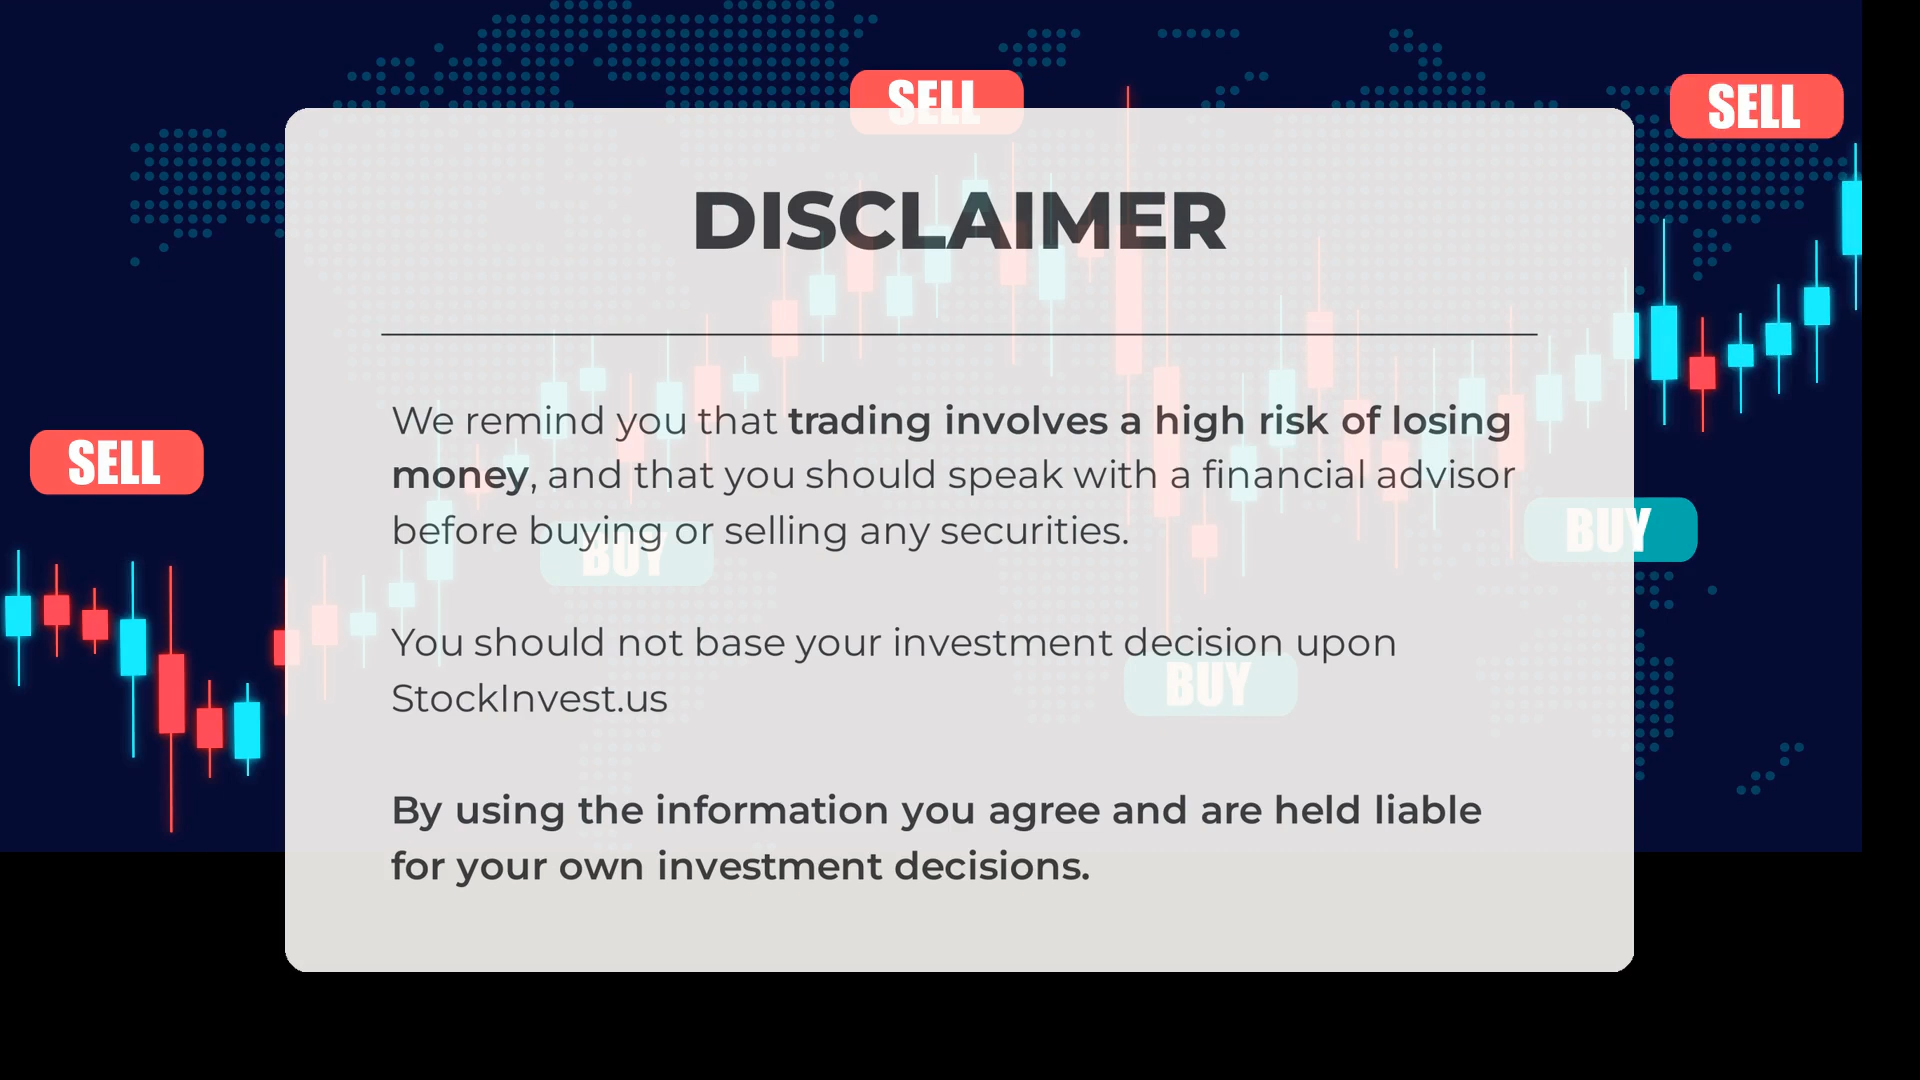 SELL
SELL
DISCLAIMER
We remind you that trading involves a high risk of losing
money, and that you should speak with a financial advisor
before buying or selling any securities.
SELL
BUY
BUY
You should not base your investment decision upon
StockInvest.us
BUY
By using the information you agree and are held liable
for your own investment decisions.